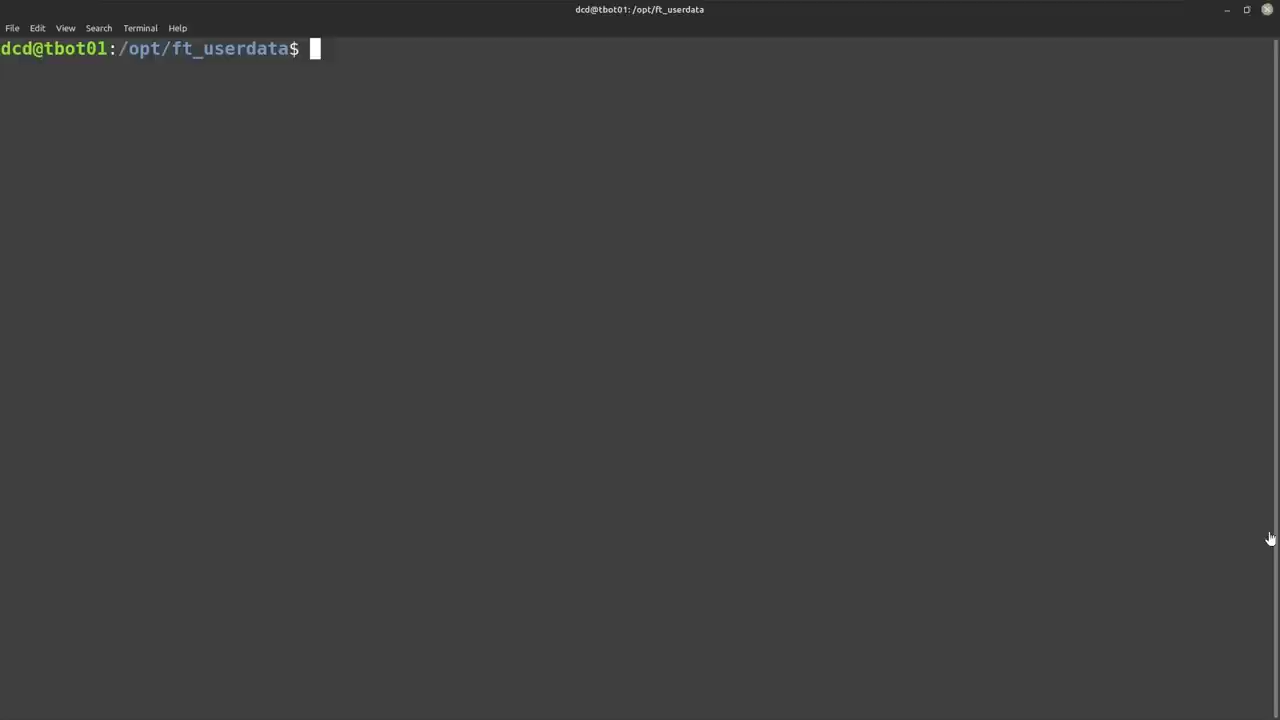 dcd@tbot01: /opt/ft_userdata
File Edit View Search Terminal Help
dcd@tbot01:/opt/ft_userdata$